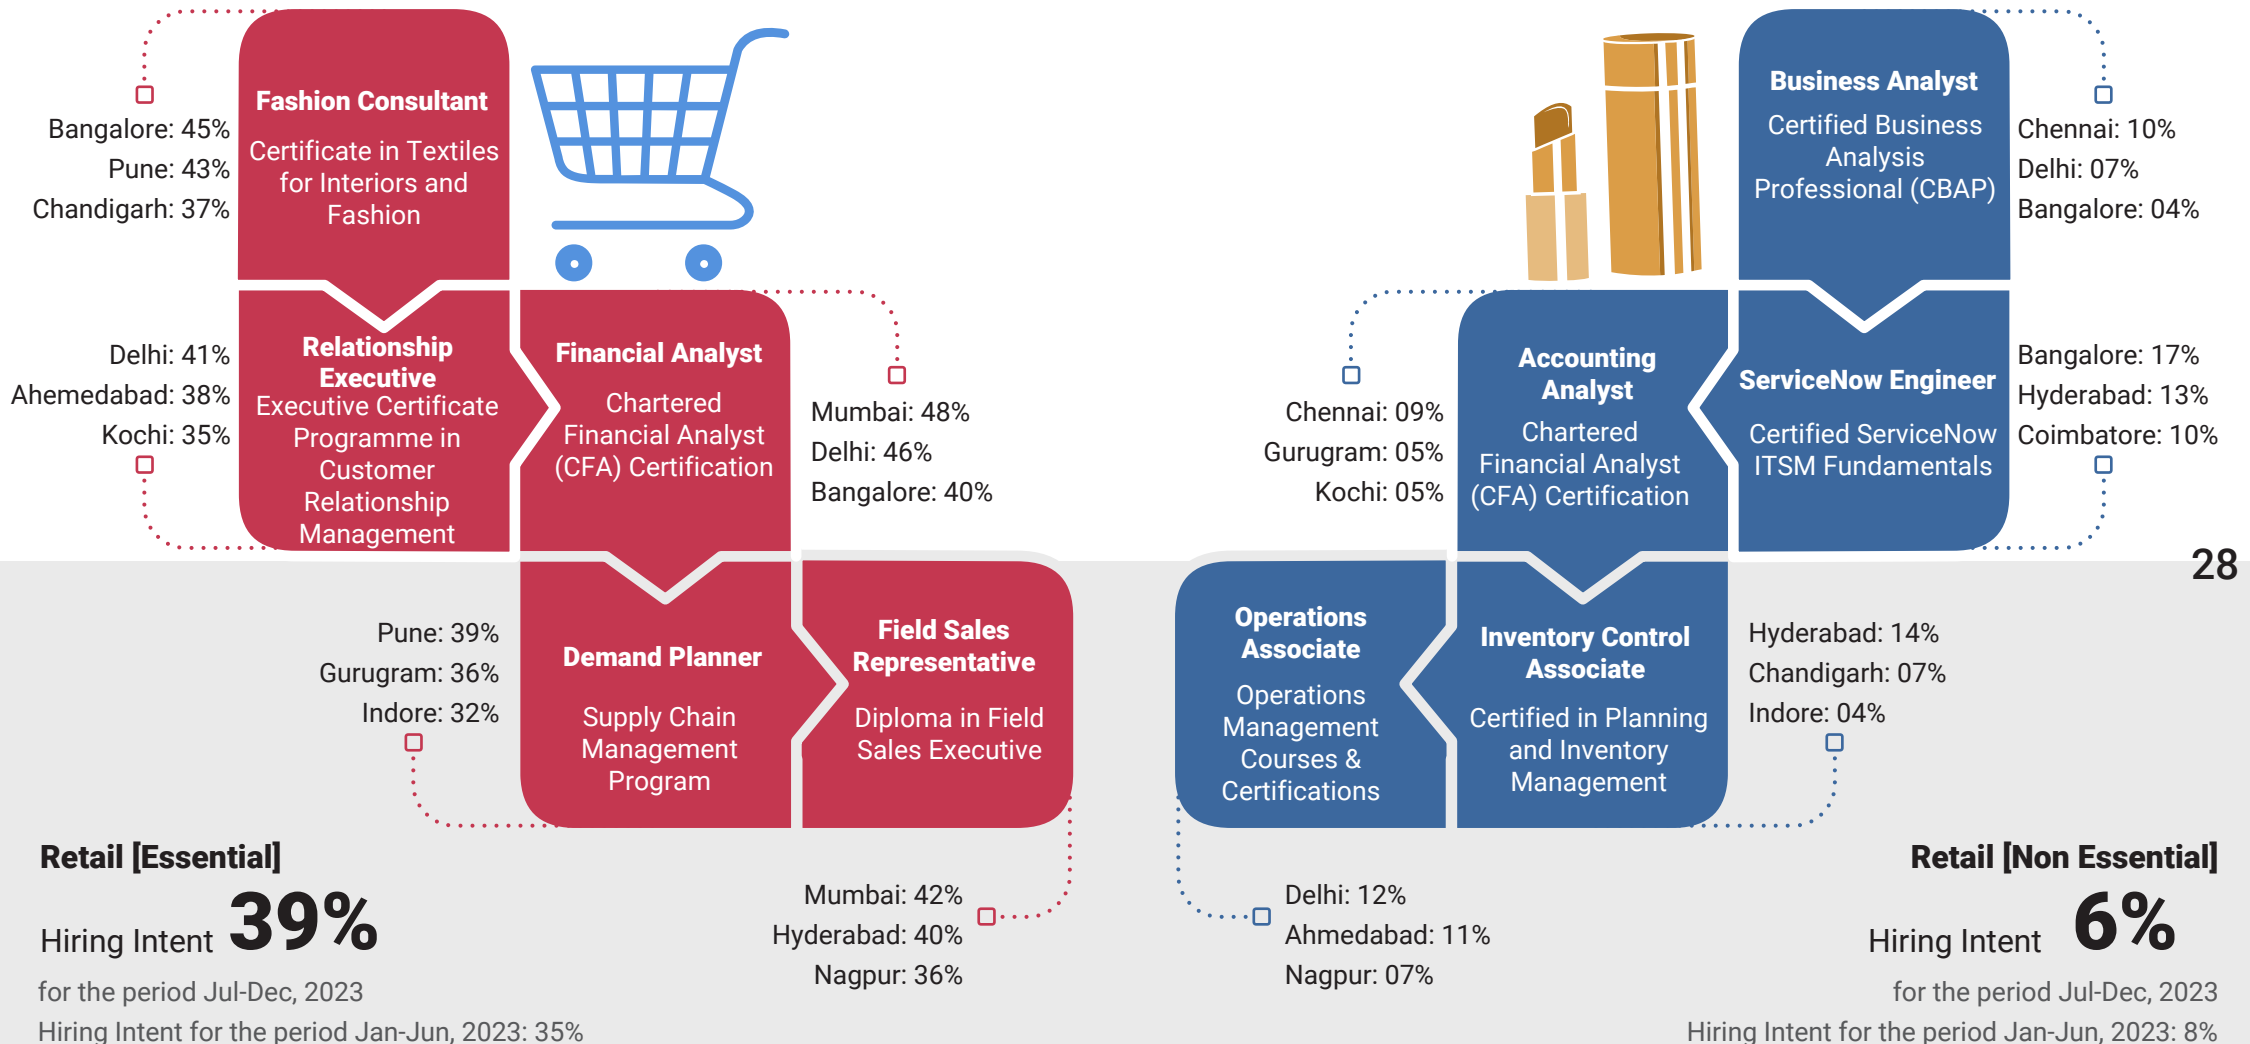 Fashion Consultant
Certificate in Textiles
for Interiors and
Fashion
Bangalore: 45%
Pune: 43%
Chandigarh: 37%
Relationship
Executive
Executive Certificate
Programme in
Customer
Relationship
Management
Delhi: 41%
Ahemedabad: 38%
Kochi: 35%
Financial Analyst
Chartered
Financial Analyst
(CFA) Certification
Mumbai: 48%
Delhi: 46%
Bangalore: 40%
Demand Planner
Supply Chain
Management
Program
Pune: 39%
Gurugram: 36%
Indore: 32%
Field Sales
Representative
Diploma in Field
Sales Executive
Mumbai: 42%
Hyderabad: 40%
Nagpur: 36%
Retail [Essential]
Hiring Intent 39%
for the period Jul-Dec, 2023
Hiring Intent for the period Jan-Jun, 2023: 35%
Business Analyst
Certified Business
Analysis
Professional (CBAP)
Chennai: 10%
Delhi: 07%
Bangalore: 04%
ServiceNow Engineer
Certified ServiceNow
ITSM Fundamentals
Bangalore: 17%
Hyderabad: 13%
Coimbatore: 10%
Accounting
Analyst
Chartered
Financial Analyst
(CFA) Certification
Chennai: 09%
Gurugram: 05%
Kochi: 05%
28
Inventory Control
Associate
Certified in Planning
and Inventory
Management
Hyderabad: 14%
Chandigarh: 07%
Indore: 04%
Operations
Associate
Operations
Management
Courses &
Certifications
Delhi: 12%
Ahmedabad: 11%
Nagpur: 07%
Retail [Non Essential]
Hiring Intent 6%
for the period Jul-Dec, 2023
Hiring Intent for the period Jan-Jun, 2023: 8%